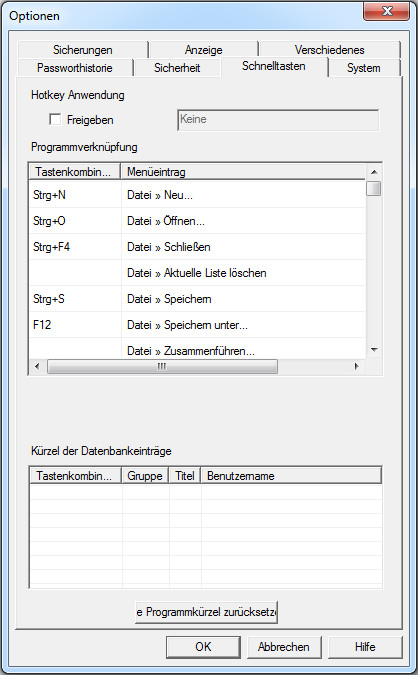 Optionen
Sicherungen Anzeige Verschiedenes
Passworthistorie Sicherheit Schnelltasten System
Hotkey Anwendung
Freigeben Keine
Programmverknüpfung
Tastenkombin... Menüeintrag
Strg+N Datei » Neu...
Strg+O Datei » Öffnen...
Strg+F4 Datei » Schließen
Datei » Aktuelle Liste löschen
Strg+S Datei » Speichern
F12 Datei » Speichern unter...
Datei » Zusammenführen...
Kürzel der Datenbankeinträge
Tastenkombin... Gruppe Titel Benutzername
e Programmkürzel zurücksetze
OK Abbrechen Hilfe